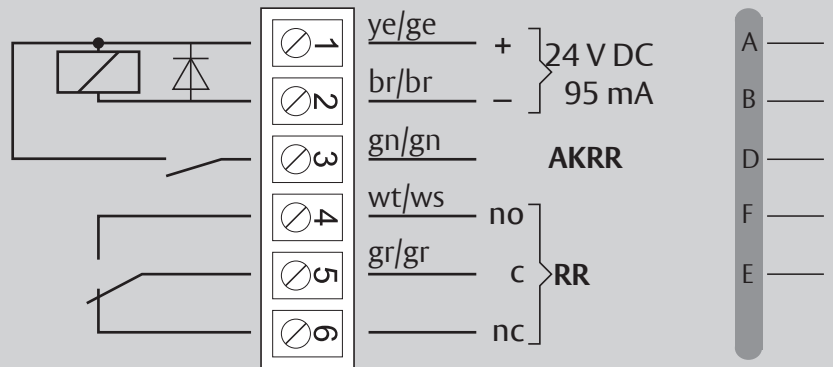 1 ye/ge + 24 V DC A
2 br/br – 95 mA B
3 gn/gn AKRR D
4 wt/ws no F
5 gr/gr c RR E
6 nc